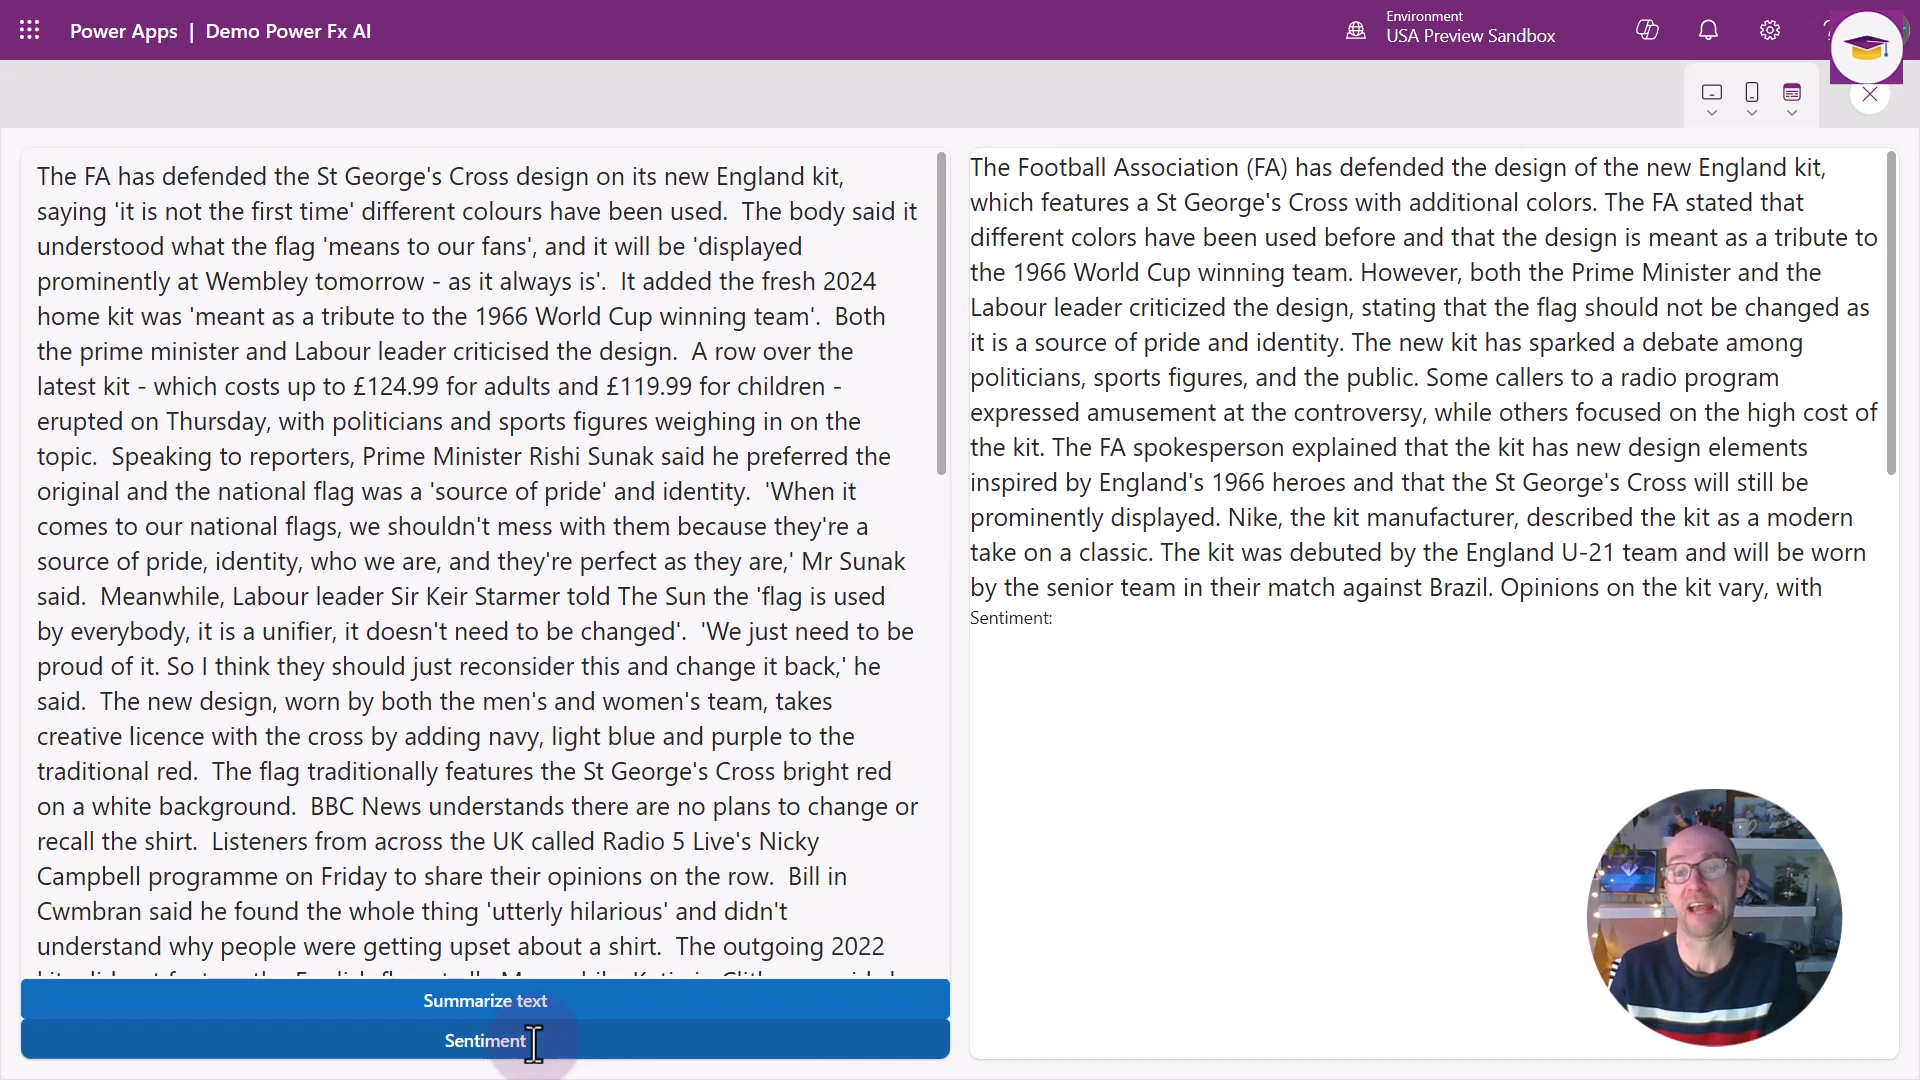 Power Apps | Demo Power Fx AI
Environment
USA Preview Sandbox
The FA has defended the St George's Cross design on its new England kit,
saying 'it is not the first time' different colours have been used.  The body said it
understood what the flag 'means to our fans', and it will be 'displayed
prominently at Wembley tomorrow - as it always is'.  It added the fresh 2024
home kit was 'meant as a tribute to the 1966 World Cup winning team'.  Both
the prime minister and Labour leader criticised the design.  A row over the
latest kit - which costs up to £124.99 for adults and £119.99 for children -
erupted on Thursday, with politicians and sports figures weighing in on the
topic.  Speaking to reporters, Prime Minister Rishi Sunak said he preferred the
original and the national flag was a 'source of pride' and identity.  'When it
comes to our national flags, we shouldn't mess with them because they're a
source of pride, identity, who we are, and they're perfect as they are,' Mr Sunak
said.  Meanwhile, Labour leader Sir Keir Starmer told The Sun the 'flag is used
by everybody, it is a unifier, it doesn't need to be changed'.  'We just need to be
proud of it. So I think they should just reconsider this and change it back,' he
said.  The new design, worn by both the men's and women's team, takes
creative licence with the cross by adding navy, light blue and purple to the
traditional red.  The flag traditionally features the St George's Cross bright red
on a white background.  BBC News understands there are no plans to change or
recall the shirt.  Listeners from across the UK called Radio 5 Live's Nicky
Campbell programme on Friday to share their opinions on the row.  Bill in
Cwmbran said he found the whole thing 'utterly hilarious' and didn't
understand why people were getting upset about a shirt.  The outgoing 2022
Summarize text
Sentiment
The Football Association (FA) has defended the design of the new England kit,
which features a St George's Cross with additional colors. The FA stated that
different colors have been used before and that the design is meant as a tribute to
the 1966 World Cup winning team. However, both the Prime Minister and the
Labour leader criticized the design, stating that the flag should not be changed as
it is a source of pride and identity. The new kit has sparked a debate among
politicians, sports figures, and the public. Some callers to a radio program
expressed amusement at the controversy, while others focused on the high cost of
the kit. The FA spokesperson explained that the kit has new design elements
inspired by England's 1966 heroes and that the St George's Cross will still be
prominently displayed. Nike, the kit manufacturer, described the kit as a modern
take on a classic. The kit was debuted by the England U-21 team and will be worn
by the senior team in their match against Brazil. Opinions on the kit vary, with
Sentiment: